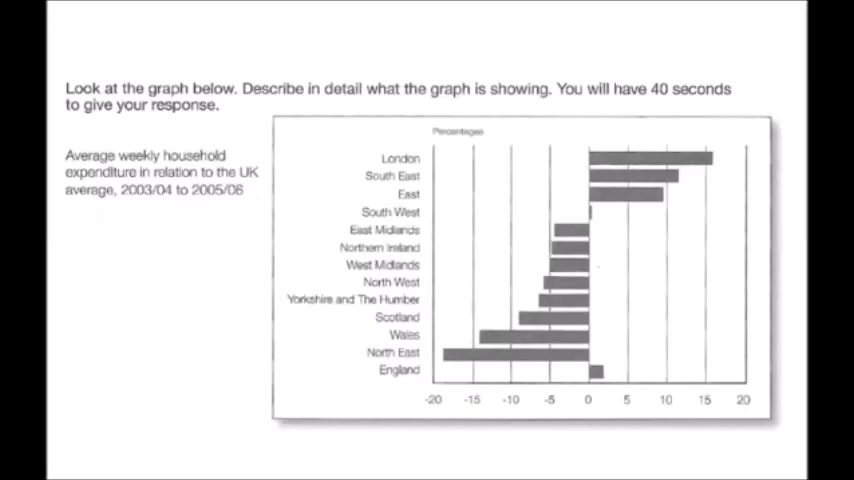 Look at the graph below. Describe in detail what the graph is showing. You will have 40 seconds
to give your response.
Average weekly household
expenditure in relation to the UK
average, 2003/04 to 2005/06
Percentages
London
South East
East
South West
East Midlands
Northern Ireland
West Midlands
North West
Yorkshire and The Humber
Scotland
Wales
North East
England
-20 -15 -10 -5 0 5 10 15 20